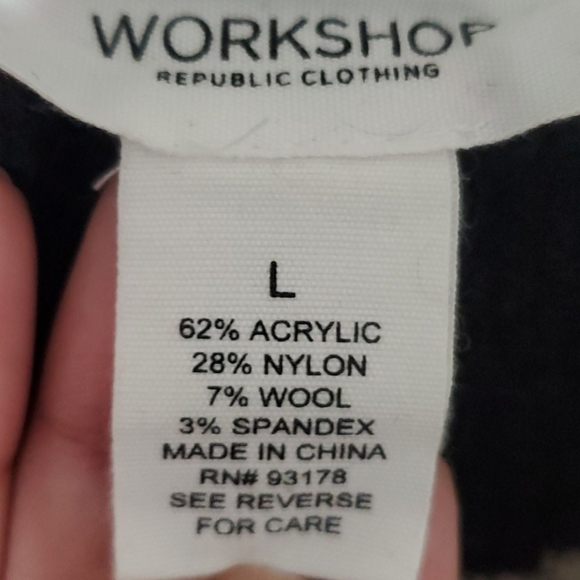 WORKSHOP
REPUBLIC CLOTHING
L
62% ACRYLIC
28% NYLON
7% WOOL
3% SPANDEX
MADE IN CHINA
RN# 93178
SEE REVERSE
FOR CARE